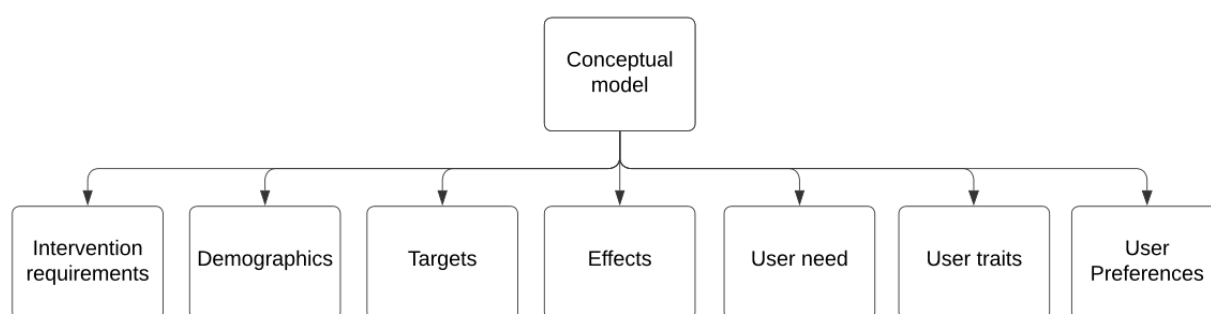 Conceptual
model
Intervention
requirements
Demographics
Targets
Effects
User need
User traits
User
Preferences